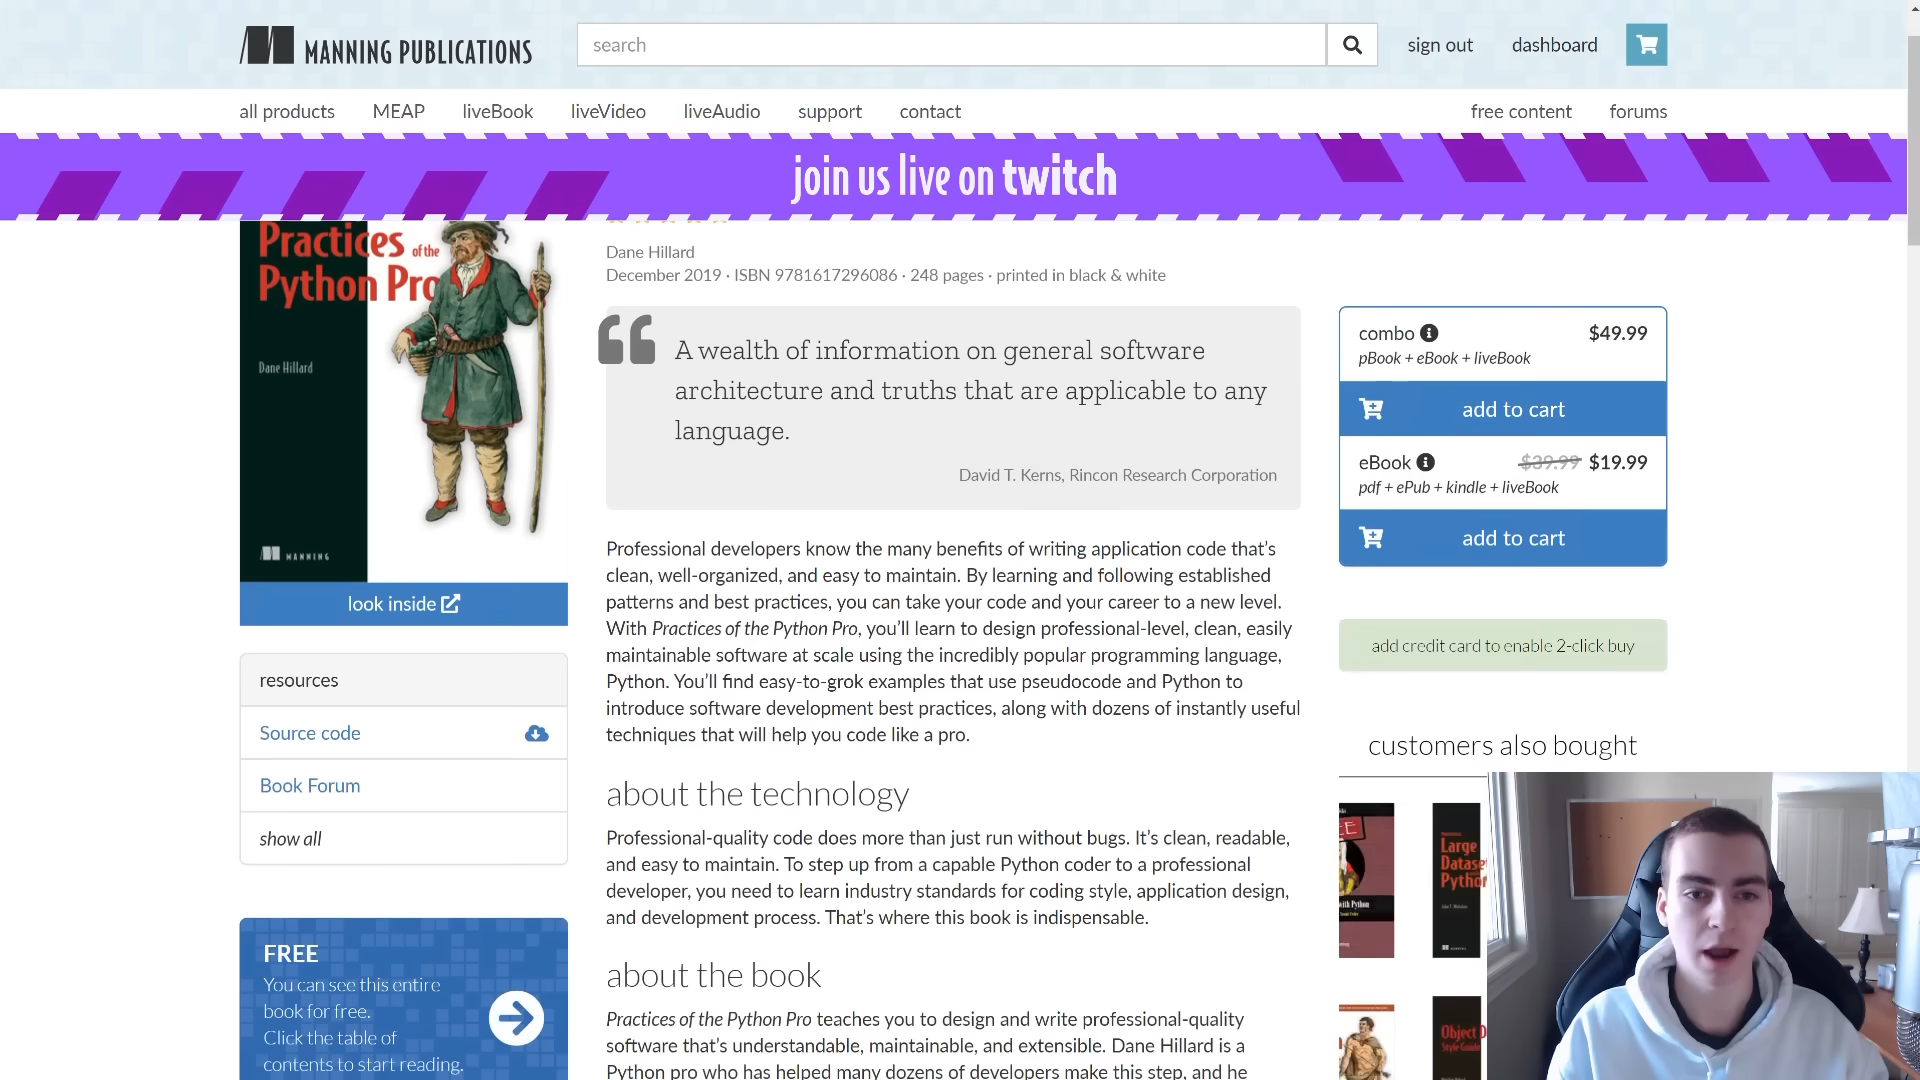 MANNING PUBLICATIONS
search
sign out
dashboard
all products
MEAP
liveBook
liveVideo
liveAudio
support
contact
free content
forums
join us live on twitch
Practices of the
Python Pro
Dane Hillard
MANNING
look inside
resources
Source code
Book Forum
show all
FREE
You can see this entire
book for free.
Click the table of
contents to start reading.
Dane Hillard
December 2019 · ISBN 9781617296086 · 248 pages · printed in black & white
A wealth of information on general software
architecture and truths that are applicable to any
language.
David T. Kerns, Rincon Research Corporation
Professional developers know the many benefits of writing application code that's
clean, well-organized, and easy to maintain. By learning and following established
patterns and best practices, you can take your code and your career to a new level.
With Practices of the Python Pro, you'll learn to design professional-level, clean, easily
maintainable software at scale using the incredibly popular programming language,
Python. You'll find easy-to-grok examples that use pseudocode and Python to
introduce software development best practices, along with dozens of instantly useful
techniques that will help you code like a pro.
about the technology
Professional-quality code does more than just run without bugs. It's clean, readable,
and easy to maintain. To step up from a capable Python coder to a professional
developer, you need to learn industry standards for coding style, application design,
and development process. That's where this book is indispensable.
about the book
Practices of the Python Pro teaches you to design and write professional-quality
software that's understandable, maintainable, and extensible. Dane Hillard is a
Python pro who has helped many dozens of developers make this step, and he
combo $49.99
pBook + eBook + liveBook
add to cart
eBook $39.99 $19.99
pdf + ePub + kindle + liveBook
add to cart
add credit card to enable 2-click buy
customers also bought
with Python
Large
Python